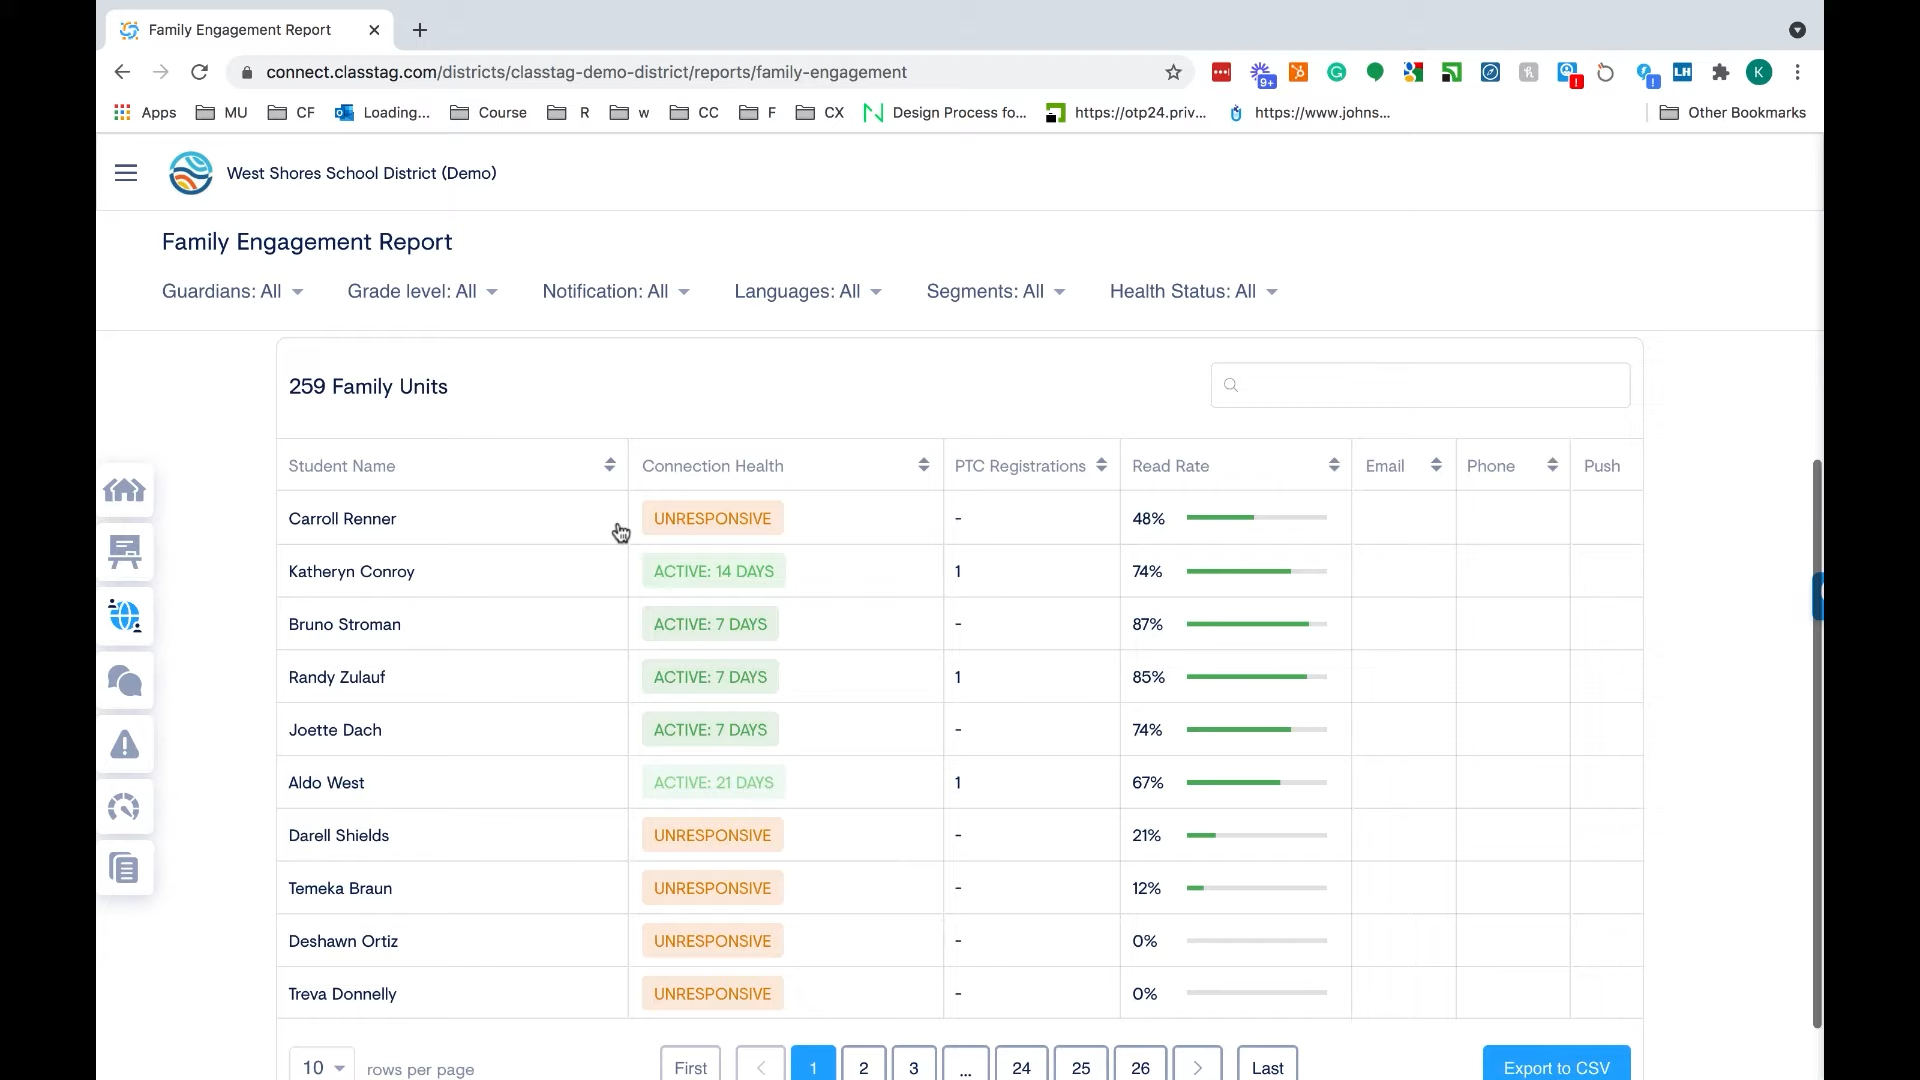 Family Engagement Report
connect.classtag.com/districts/classtag-demo-district/reports/family-engagement
9+
LH
K
Apps MU CF Loading... Course R w CC F CX Design Process fo... https://otp24.priv... https://www.johns... Other Bookmarks
West Shores School District (Demo)
Family Engagement Report
Guardians: All Grade level: All Notification: All Languages: All Segments: All Health Status: All
259 Family Units
Student Name Connection Health PTC Registrations Read Rate Email Phone Push
Carroll Renner UNRESPONSIVE - 48%
Katheryn Conroy ACTIVE: 14 DAYS 1 74%
Bruno Stroman ACTIVE: 7 DAYS - 87%
Randy Zulauf ACTIVE: 7 DAYS 1 85%
Joette Dach ACTIVE: 7 DAYS - 74%
Aldo West ACTIVE: 21 DAYS 1 67%
Darell Shields UNRESPONSIVE - 21%
Temeka Braun UNRESPONSIVE - 12%
Deshawn Ortiz UNRESPONSIVE - 0%
Treva Donnelly UNRESPONSIVE - 0%
10 rows per page First 1 2 3 ... 24 25 26 Last Export to CSV